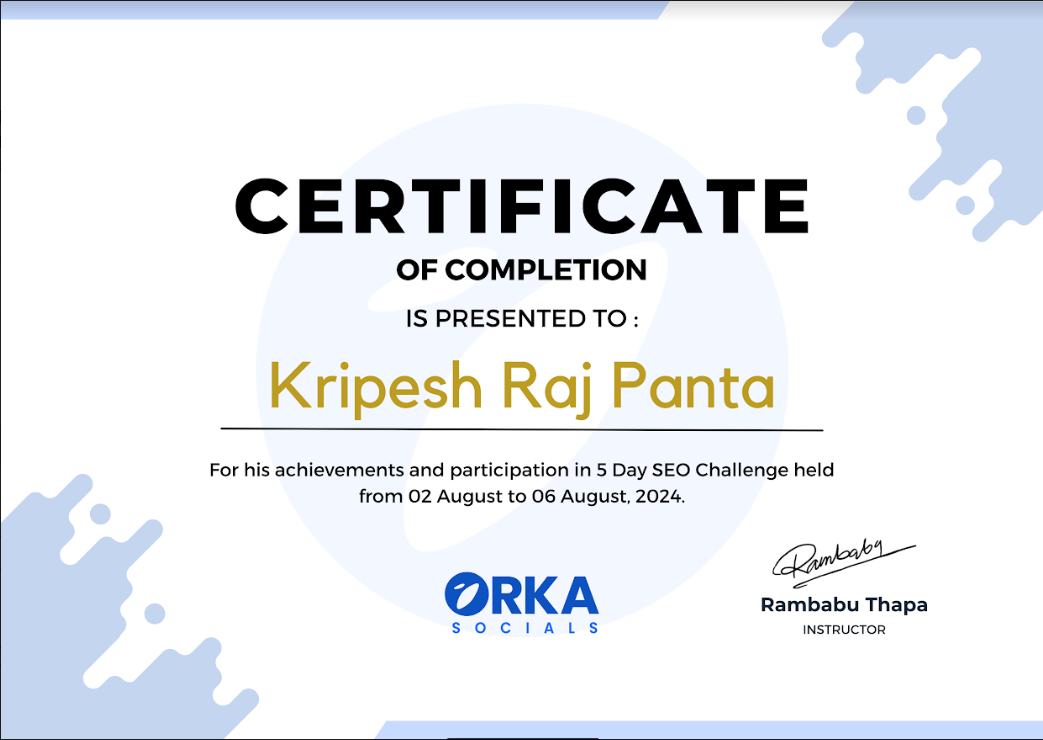 CERTIFICATE
OF COMPLETION
IS PRESENTED TO :
Kripesh Raj Panta
For his achievements and participation in 5 Day SEO Challenge held
from 02 August to 06 August, 2024.
ORKA
SOCIALS
Rambabu
Rambabu Thapa
INSTRUCTOR